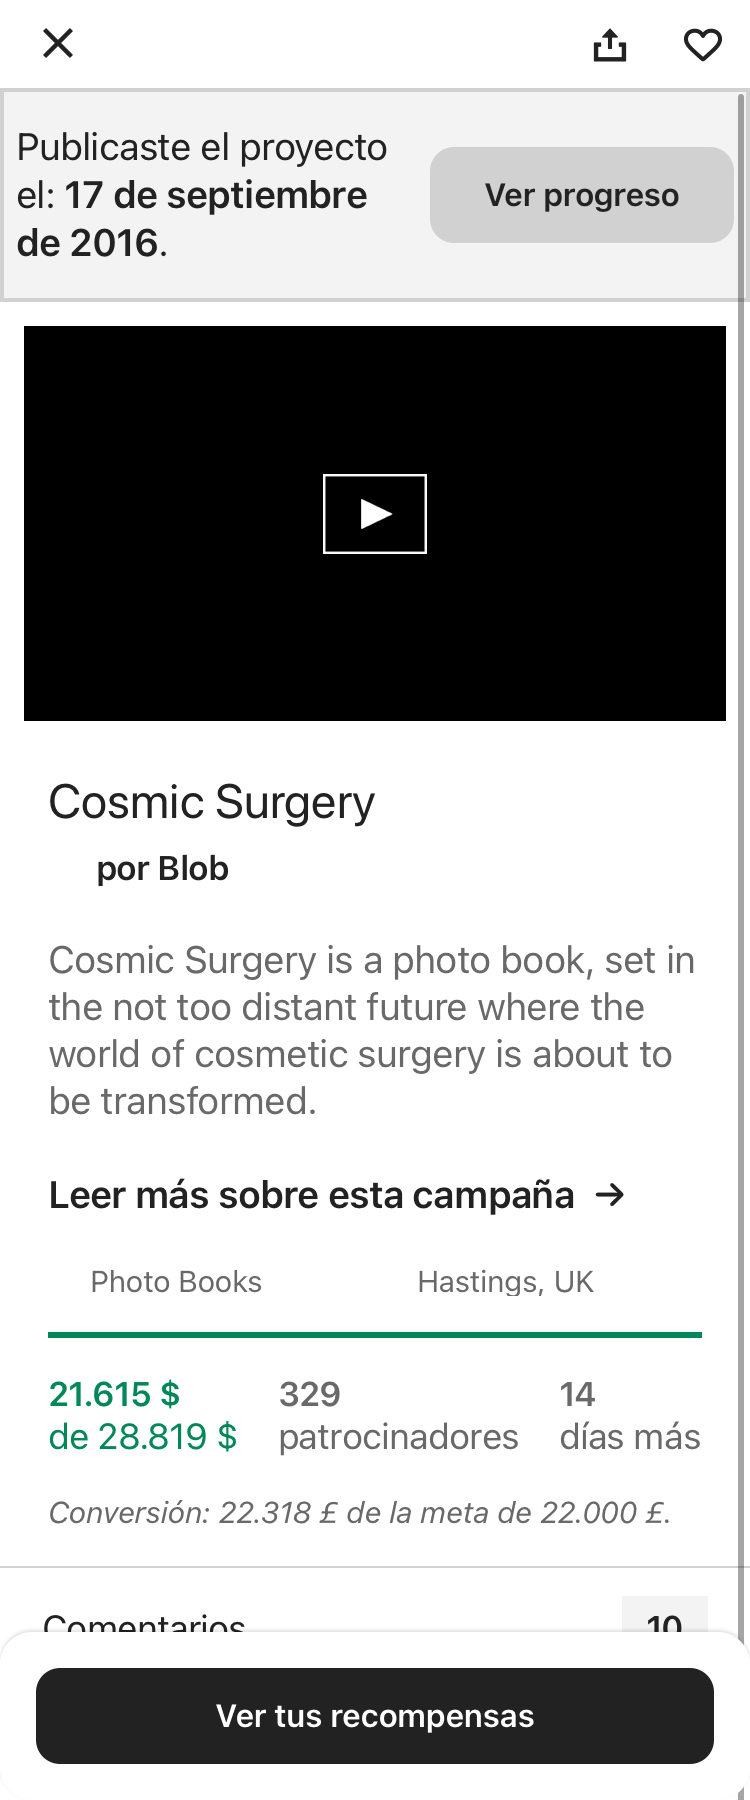 Publicaste el proyecto
el: 17 de septiembre
de 2016.
Ver progreso
Cosmic Surgery
por Blob
Cosmic Surgery is a photo book, set in
the not too distant future where the
world of cosmetic surgery is about to
be transformed.
Leer más sobre esta campaña →
Photo Books
Hastings, UK
21.615 $
de 28.819 $
329
patrocinadores
14
días más
Conversión: 22.318 £ de la meta de 22.000 £.
Comentarios
10
Ver tus recompensas